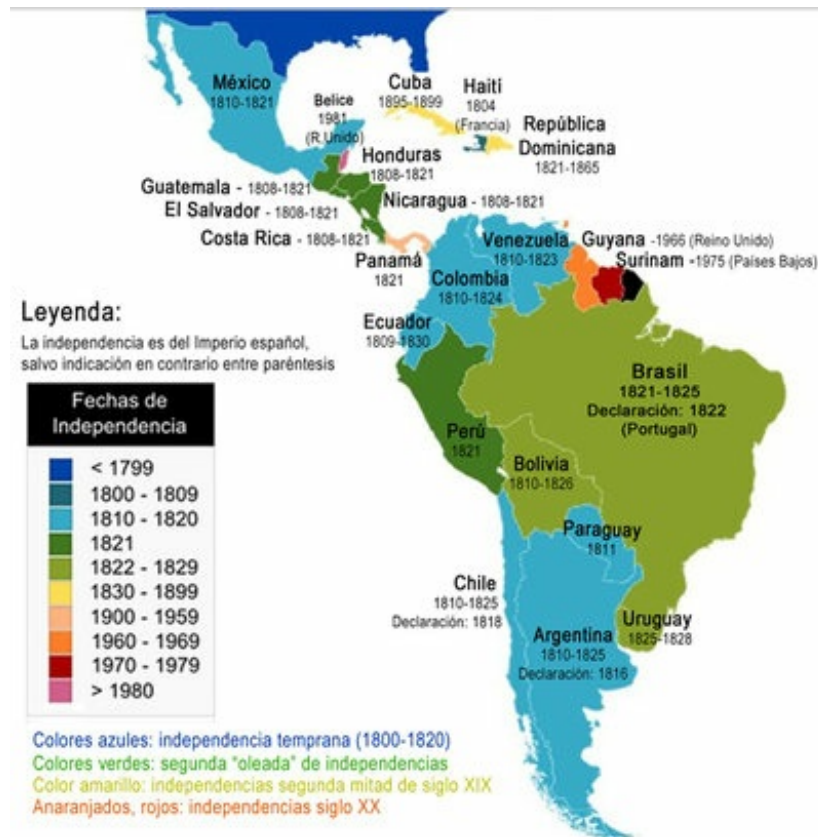 México
1810-1821
Belice
1981
(R.Unido)
Cuba
1895-1899
Haití
1804
(Francia)
República
Dominicana
1821-1865
Honduras
1808-1821
Guatemala - 1808-1821
El Salvador - 1808-1821
Nicaragua - 1808-1821
Costa Rica - 1808-1821
Panamá
1821
Venezuela
1810-1823
Guyana -1966 (Reino Unido)
Surinam -1975 (Países Bajos)
Colombia
1810-1824
Ecuador
1809-1830
Leyenda:
La independencia es del Imperio español,
salvo indicación en contrario entre paréntesis
Fechas de
Independencia
< 1799
1800 - 1809
1810 - 1820
1821
1822 - 1829
1830 - 1899
1900 - 1959
1960 - 1969
1970 - 1979
> 1980
Brasil
1821-1825
Declaración: 1822
(Portugal)
Perú
1821
Bolivia
1810-1826
Paraguay
1811
Chile
1810-1825
Declaración: 1818
Argentina
1810-1825
Declaración: 1816
Uruguay
1825-1828
Colores azules: independencia temprana (1800-1820)
Colores verdes: segunda "oleada" de independencias
Color amarillo: independencias segunda mitad de siglo XIX
Anaranjados, rojos: independencias siglo XX